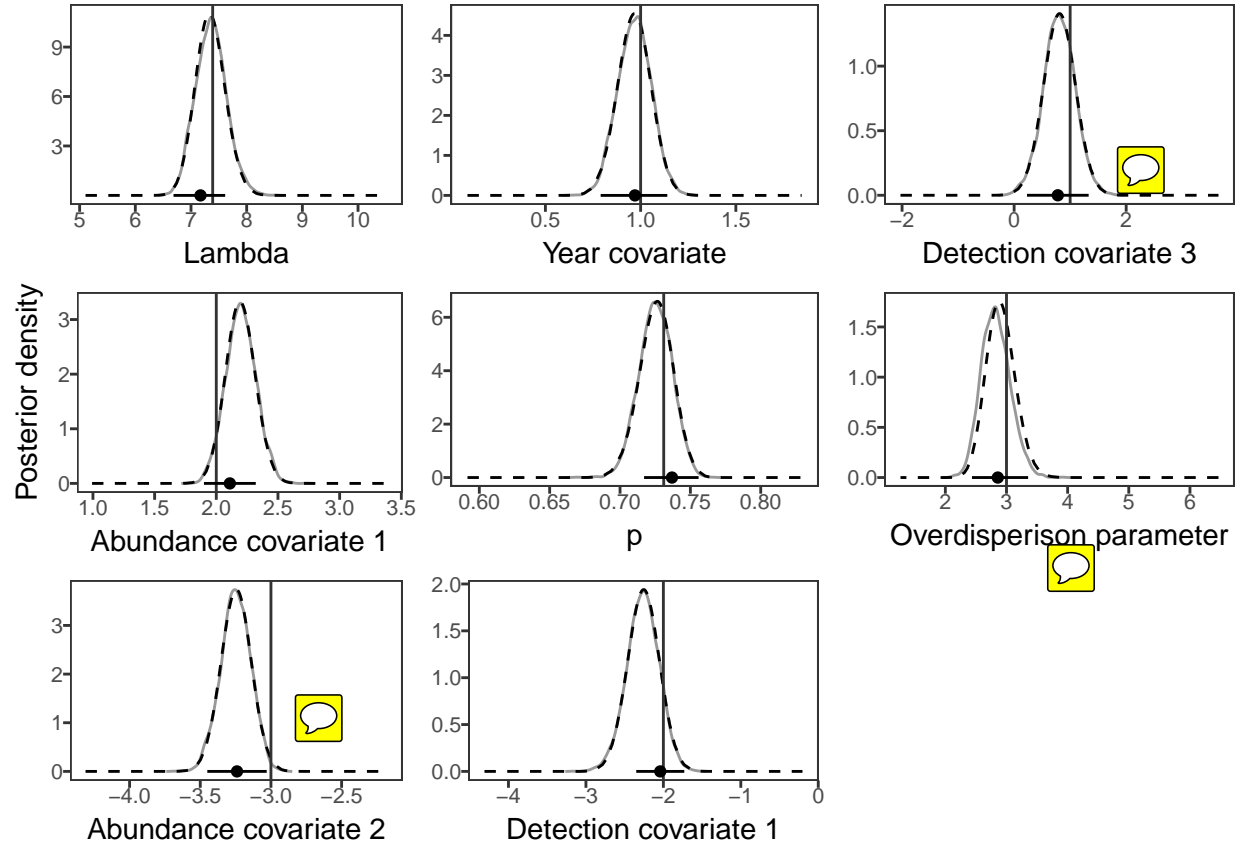 9
6
3
5 6 7 8 9 10
Lambda
4
3
2
1
0
0.5 1.0 1.5
Year covariate
1.0
0.5
0.0
−2 0 2
Detection covariate 3
Posterior density
3
2
1
0
1.0 1.5 2.0 2.5 3.0 3.5
Abundance covariate 1
6
4
2
0
0.60 0.65 0.70 0.75 0.80
p
1.5
1.0
0.5
0.0
2 3 4 5 6
Overdisperison parameter
3
2
1
0
−4.0 −3.5 −3.0 −2.5
Abundance covariate 2
2.0
1.5
1.0
0.5
0.0
−4 −3 −2 −1 0
Detection covariate 1